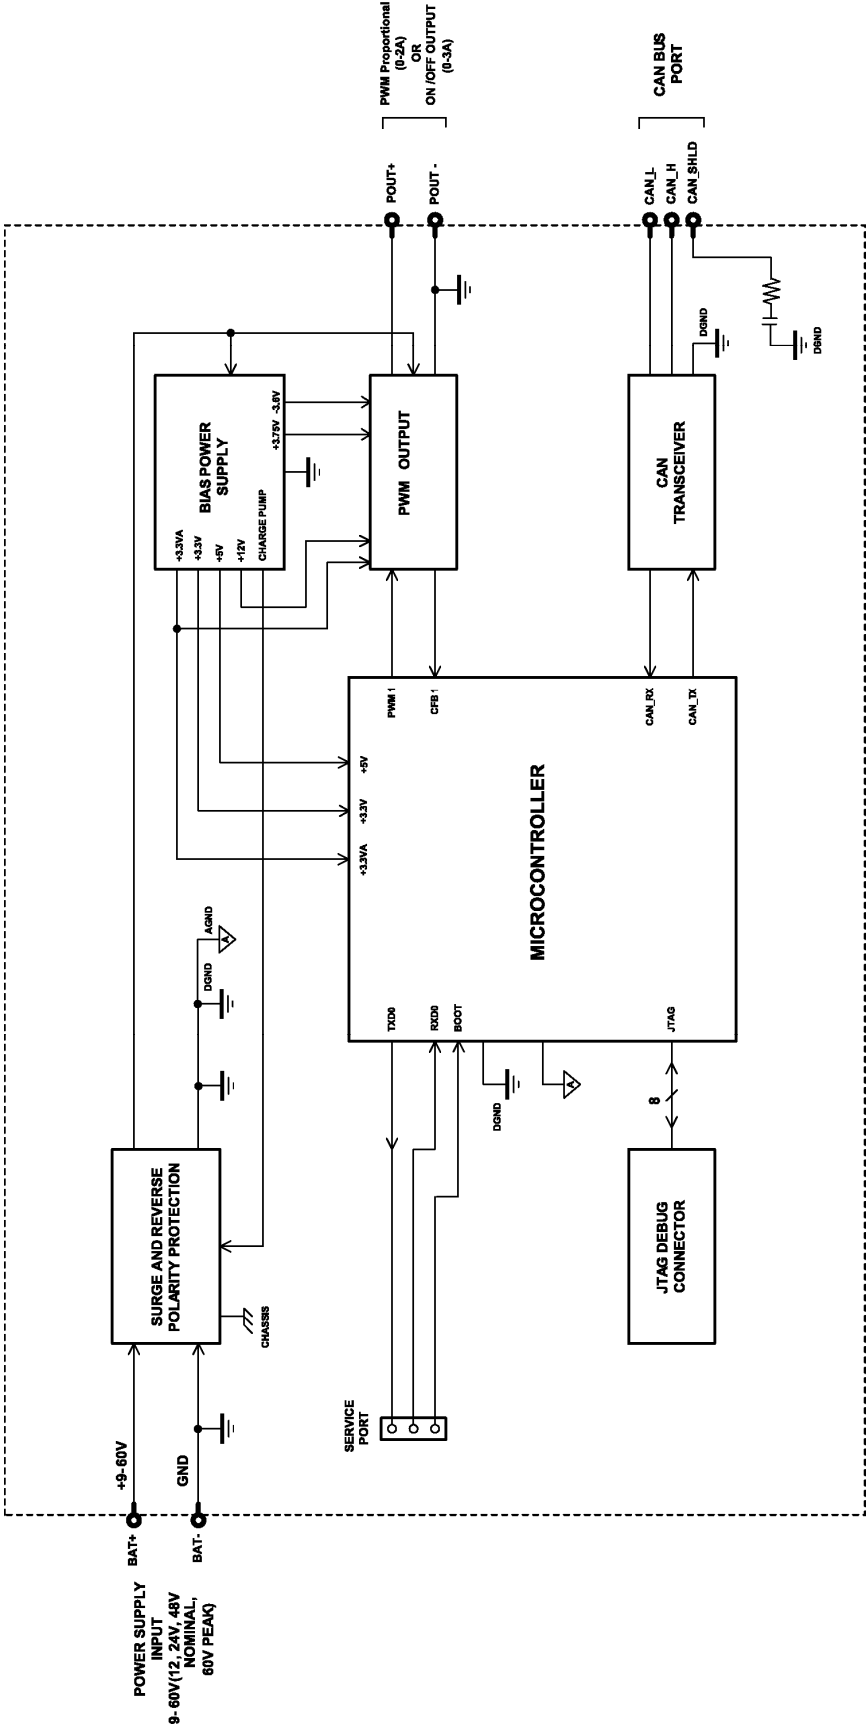 POWER SUPPLY
INPUT
9-60V(12, 24V, 48V
NOMINAL,
60V PEAK)
BAT+
BAT-
+9-60V
GND
SURGE AND REVERSE
POLARITY PROTECTION
CHASSIS
DGND
AGND
A
BIAS POWER
SUPPLY
+3.3VA
+3.3V
+5V
+12V
CHARGE PUMP
+3.75V
-3.6V
PWM OUTPUT
POUT+
POUT -
PWM Proportional
(0-2A)
OR
ON /OFF OUTPUT
(0-3A)
SERVICE
PORT
MICROCONTROLLER
TXD0
RXD0
BOOT
JTAG
+3.3VA
+3.3V
+5V
PWM 1
CFB 1
CAN_RX
CAN_TX
DGND
A
8
JTAG DEBUG
CONNECTOR
CAN
TRANSCEIVER
DGND
DGND
CAN_L
CAN_H
CAN_SHLD
CAN BUS
PORT